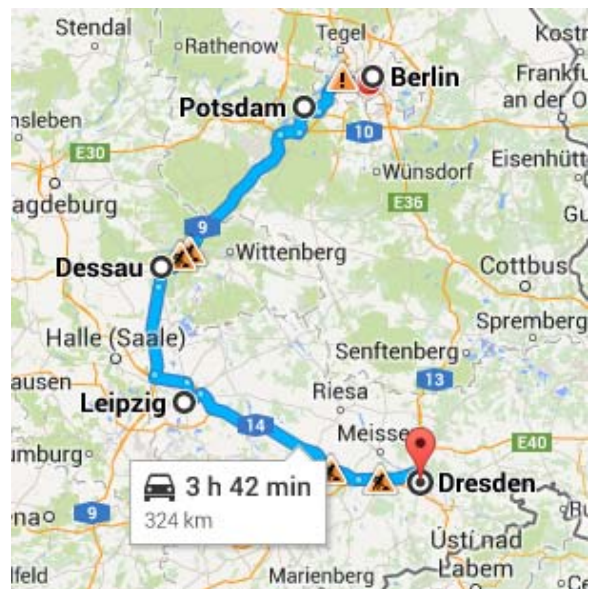 Stendal
Tegel
Kostr
Rathenow
Berlin
Frankfu
an der O
Potsdam
nsleben
10
E30
Wünsdorf
Eisenhütt
agdeburg
E36
Gu
9
Wittenberg
Dessau
Cottbus
Halle (Saale)
Spremberg
Senftenberg
13
ausen
Riesa
Leipzig
14
Meisse
E40
umburg
3 h 42 min
324 km
Dresden
na
9
Ústí nad
Labem
lfeld
Marienberg